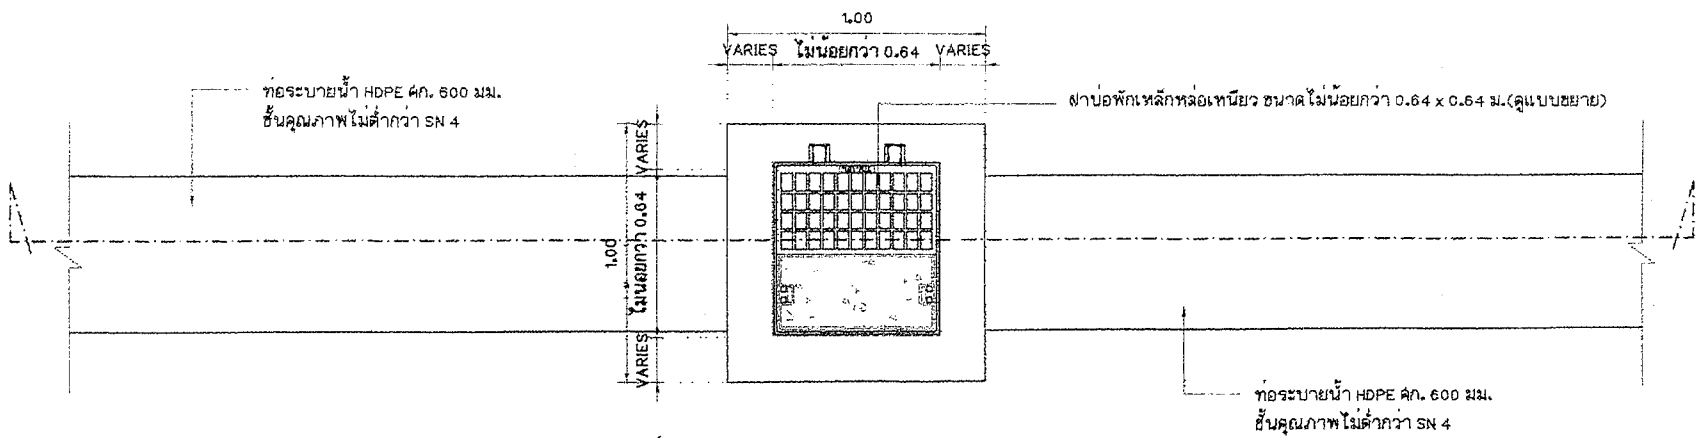 1.00
VARIES ไม่น้อยกว่า 0.64 VARIES
ท่อระบายน้ำ HDPE ศก. 600 มม.
ชั้นคุณภาพไม่ต่ำกว่า SN 4
ฝาบ่อพักเหล็กหล่อเหนียว ขนาดไม่น้อยกว่า 0.64 x 0.64 ม.(ดูแบบขยาย)
VARIES
ไม่น้อยกว่า 0.64
1.00
VARIES
ท่อระบายน้ำ HDPE ศก. 600 มม.
ชั้นคุณภาพไม่ต่ำกว่า SN 4